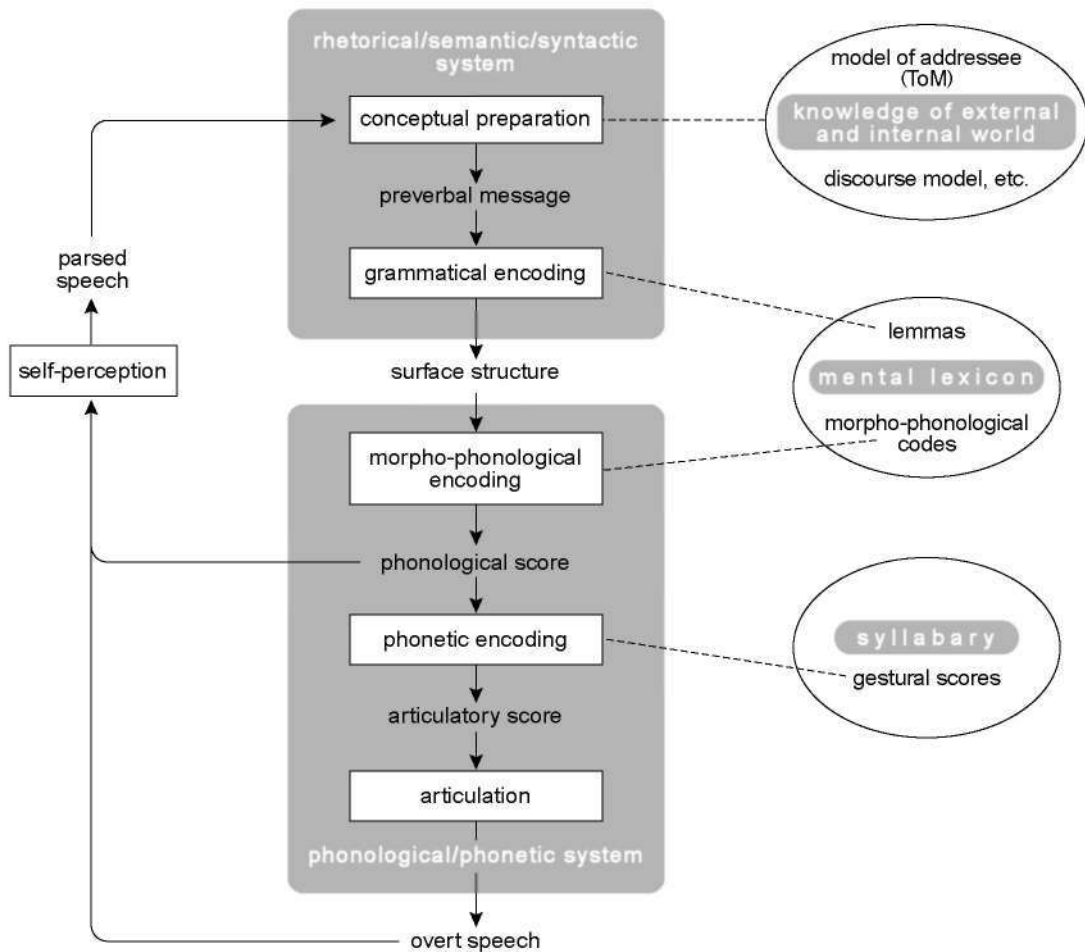 rhetorical/semantic/syntactic
system
conceptual preparation
preverbal message
grammatical encoding
surface structure
morpho-phonological
encoding
phonological score
phonetic encoding
articulatory score
articulation
phonological/phonetic system
overt speech
parsed
speech
self-perception
model of addressee
(ToM)
knowledge of external
and internal world
discourse model, etc.
lemmas
mental lexicon
morpho-phonological
codes
syllabary
gestural scores